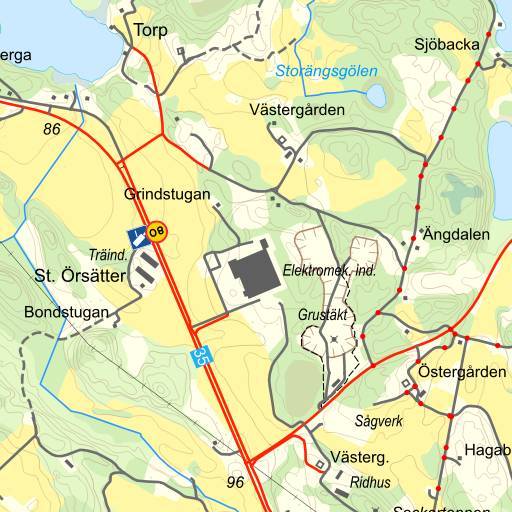 Torp
Sjöbacka
erga
Storängsgölen
Västergården
86
Grindstugan
80
Ängdalen
Träind.
St. Örsätter
Elektromek. Ind.
Bondstugan
Grustäkt
35
Östergården
Sågverk
Hagab
Västerg.
96
Ridhus